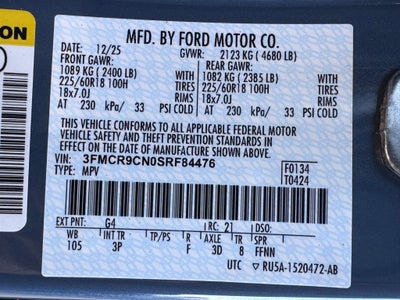 ON
MFD. BY FORD MOTOR CO.
DATE: 12/25 GVWR: 2123 KG (4680 LB)
FRONT GAWR: REAR GAWR:
1089 KG (2400 LB) 1082 KG (2385 LB)
225/60R18 100H TIRES 225/60R18 100H TIRES
18x7.0J RIMS 18x7.0J RIMS
AT 230 kPa/ 33 PSI COLD AT 230 kPa/ 33 PSI COLD
THIS VEHICLE CONFORMS TO ALL APPLICABLE FEDERAL MOTOR
VEHICLE SAFETY AND THEFT PREVENTION STANDARDS IN
EFFECT ON THE DATE OF MANUFACTURE SHOWN ABOVE.
VIN: 3FMCR9CN0SRF84476
TYPE: MPV
F0134
T0424
EXT PNT: G4 RC: 21 DSO:
WB INT TR TP/PS R AXLE TR SPR
105 3P F 3D 8 FFNN
UTC ▽ RU5A-1520472-AB